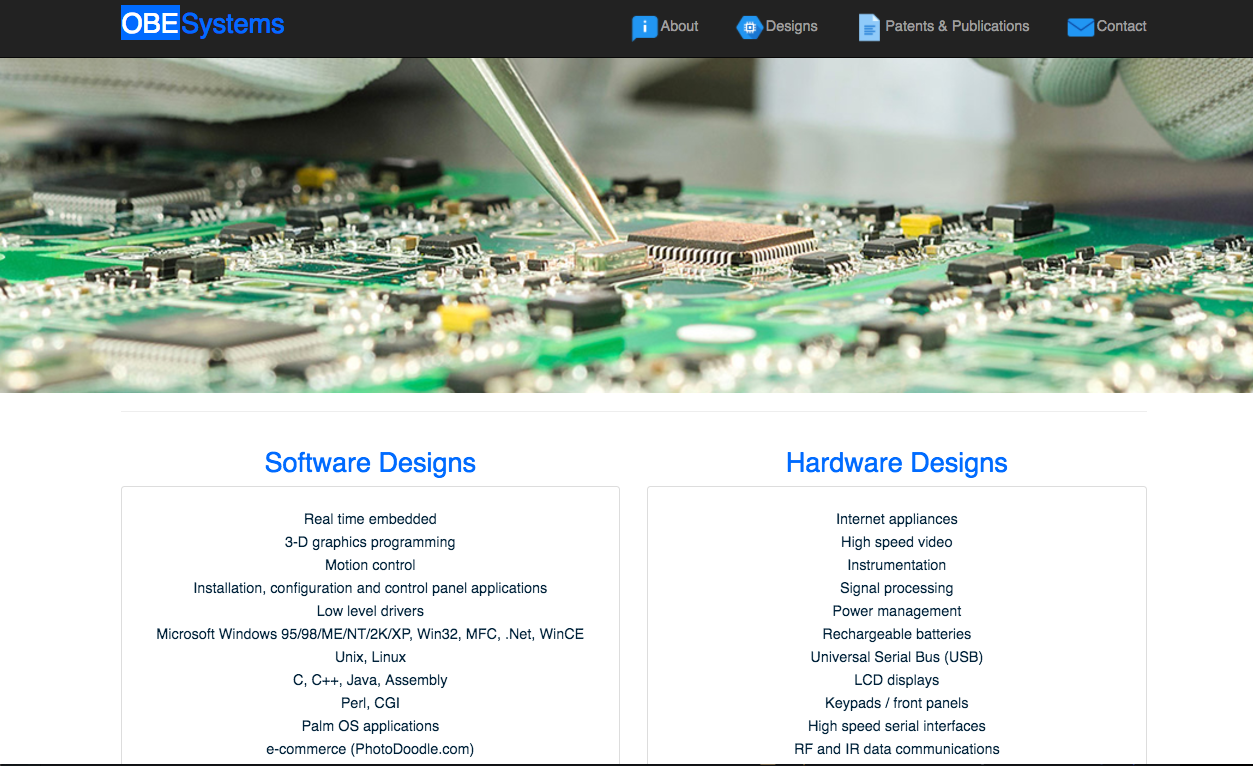 OBESystems
About
Designs
Patents & Publications
Contact
Software Designs
Real time embedded
3-D graphics programming
Motion control
Installation, configuration and control panel applications
Low level drivers
Microsoft Windows 95/98/ME/NT/2K/XP, Win32, MFC, .Net, WinCE
Unix, Linux
C, C++, Java, Assembly
Perl, CGI
Palm OS applications
e-commerce (PhotoDoodle.com)
Hardware Designs
Internet appliances
High speed video
Instrumentation
Signal processing
Power management
Rechargeable batteries
Universal Serial Bus (USB)
LCD displays
Keypads / front panels
High speed serial interfaces
RF and IR data communications